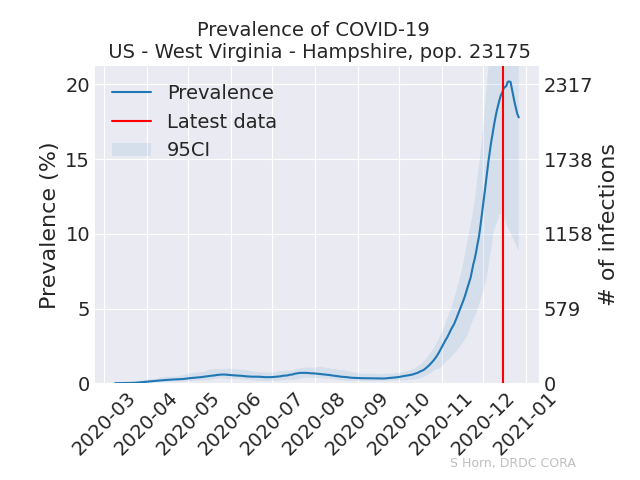 Prevalence of COVID-19
US - West Virginia - Hampshire, pop. 23175
Prevalence
Latest data
95CI
Prevalence (%)
20
15
10
5
0
2317
1738
1158
579
0
# of infections
2020-03
2020-04
2020-05
2020-06
2020-07
2020-08
2020-09
2020-10
2020-11
2020-12
2021-01
S Horn, DRDC CORA